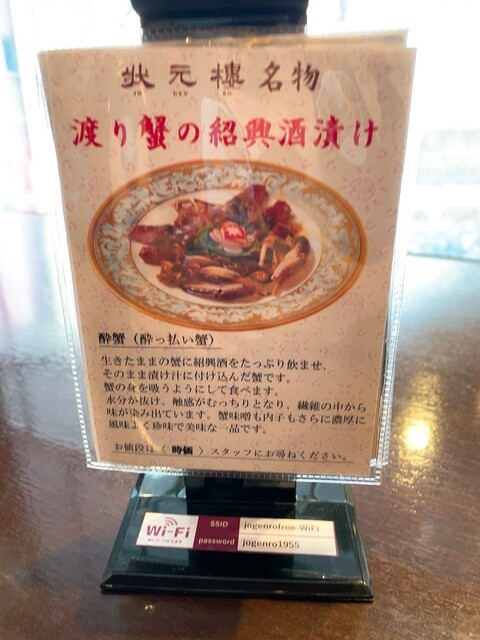 状元樓名物
JO GEN RO
渡り蟹の紹興酒漬け
酔蟹（酔っ払い蟹）
生きたままの蟹に紹興酒をたっぷり飲ませ、
そのまま漬け汁に付け込んだ蟹です。
蟹の身を吸うようにして食べます。
水分が抜け、触感がむっちりとなり、繊維の中から
味が染み出ています。蟹味噌も内子もさらに濃厚に
風味よく珍味で美味な一品です。
お値段は〈 時価 〉スタッフにお尋ねください。
Wi-Fi
SSID jogenro1xon-WiFi
password jogenro1955